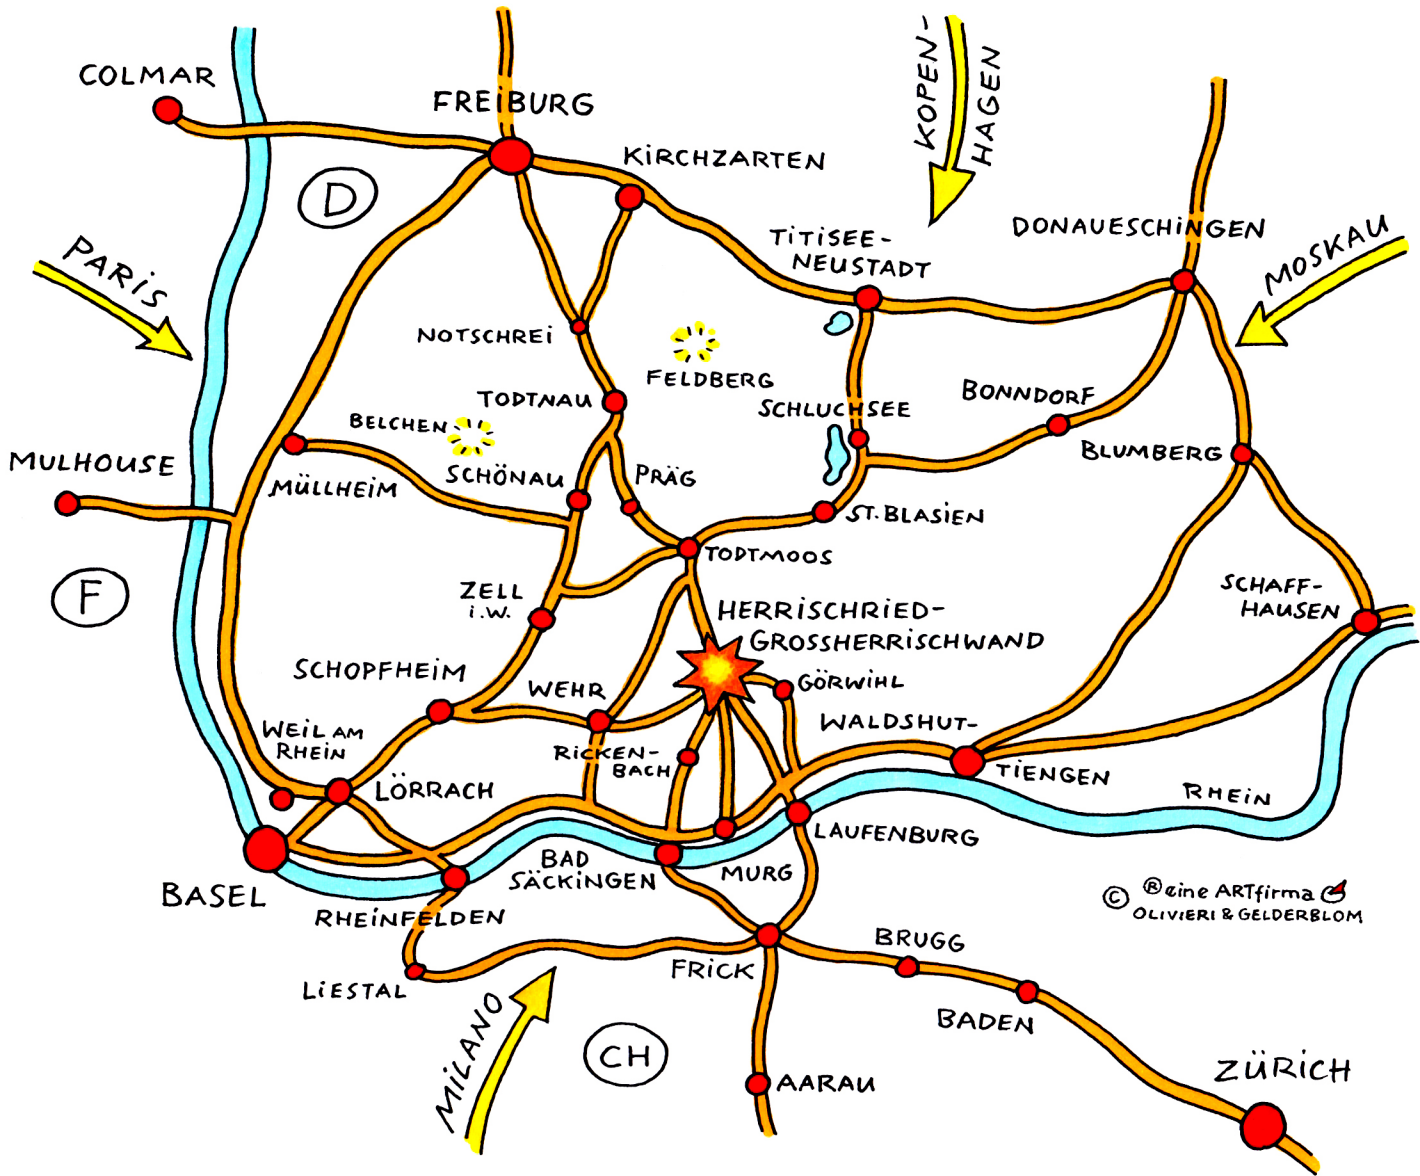 COLMAR
FREiBURG
KiRCHZARTEN
KOPEN-
HAGEN
D
PARiS
TiTiSEE-
NEUSTADT
DONAUESCHiNGEN
MOSKAU
NOTSCHREi
FELDBERG
TODTNAU
BELCHEN
SCHLUCHSEE
BONNDORF
BLUMBERG
MULHOUSE
MÜLLHEiM
SCHÖNAU
PRÄG
ST. BLASiEN
TODTMOOS
F
ZELL
i.W.
HERRiSCHRiED-
GROSSHERRiSCHWAND
SCHAFF-
HAUSEN
SCHOPFHEiM
WEHR
GÖRWiHL
WEiL AM
RHEiN
RiCKEN-
BACH
WALDSHUT-
TiENGEN
LÖRRACH
RHEiN
LAUFENBURG
BASEL
BAD
SÄCKiNGEN
MURG
RHEiNFELDEN
© ® eine ARTfirma
OLiViERi & GELDERBLOM
LiESTAL
FRiCK
BRUGG
BADEN
MiLANO
CH
AARAU
ZÜRiCH